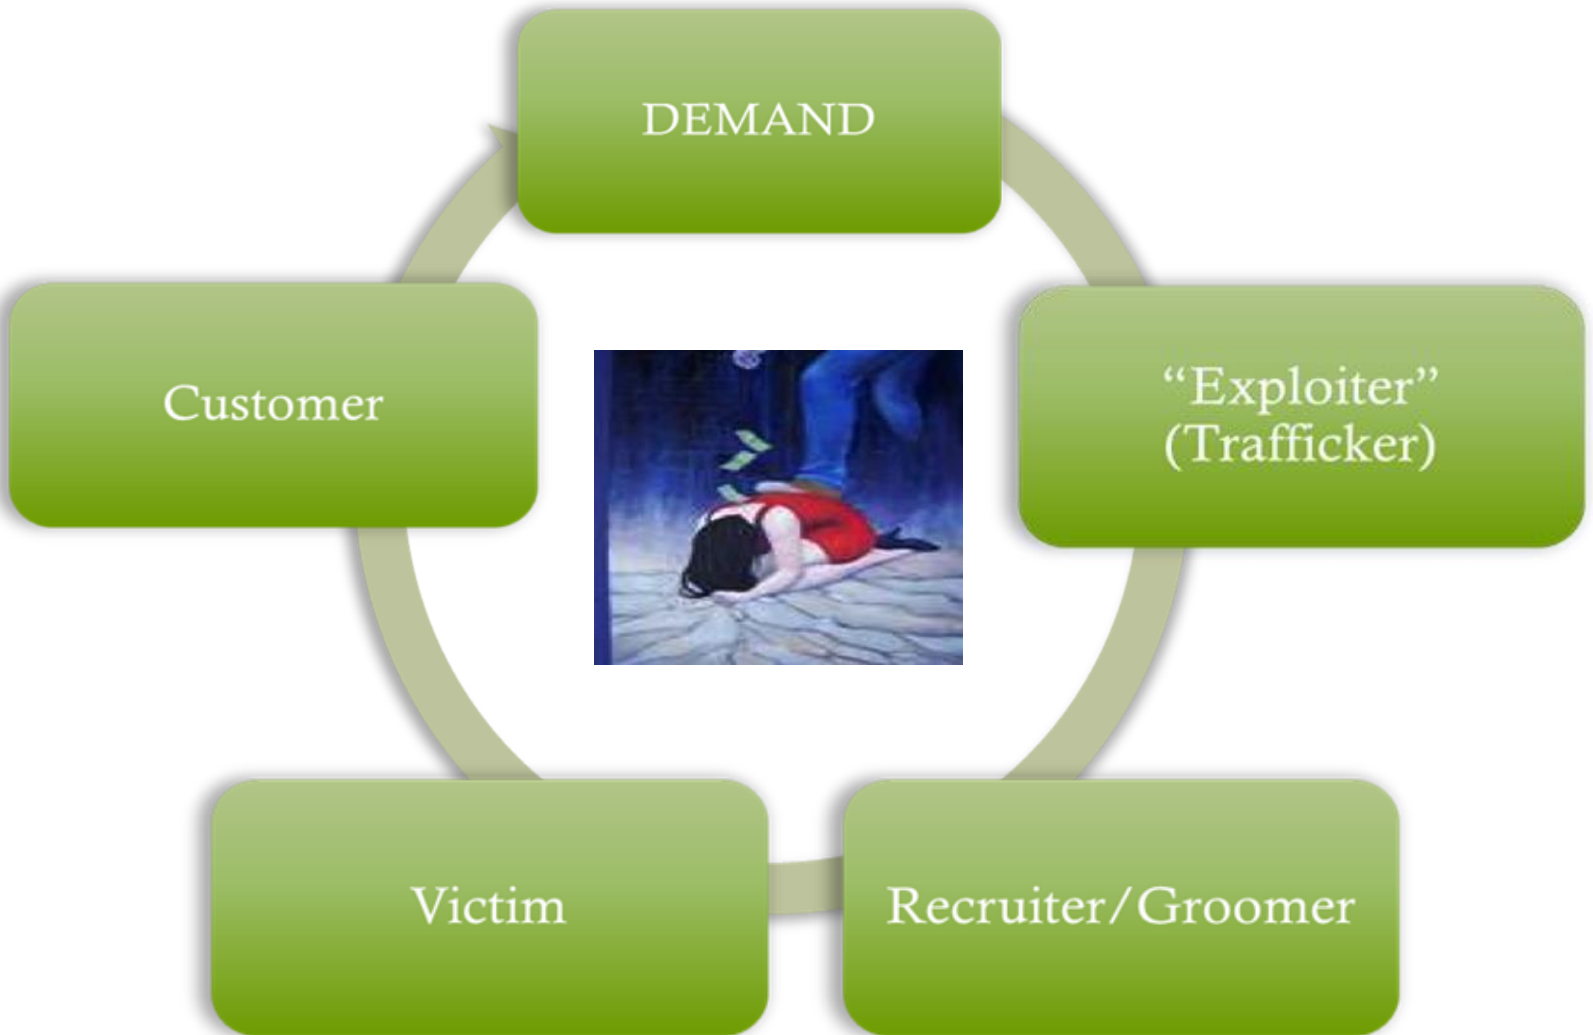 DEMAND
“Exploiter”
(Trafficker)
Recruiter/Groomer
Victim
Customer